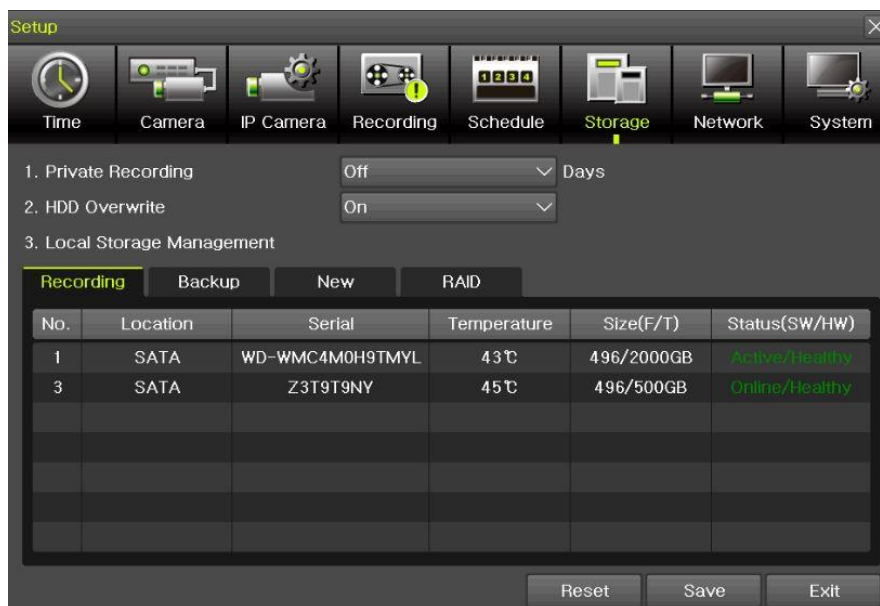 Setup
Time Camera IP Camera Recording Schedule Storage Network System
1. Private Recording Off Days
2. HDD Overwrite On
3. Local Storage Management
Recording Backup New RAID
No. Location Serial Temperature Size(F/T) Status(SW/HW)
1 SATA WD-WMC4M0H9TMYL 43℃ 496/2000GB Active/Healthy
3 SATA Z3T9T9NY 45℃ 496/500GB Online/Healthy
Reset Save Exit